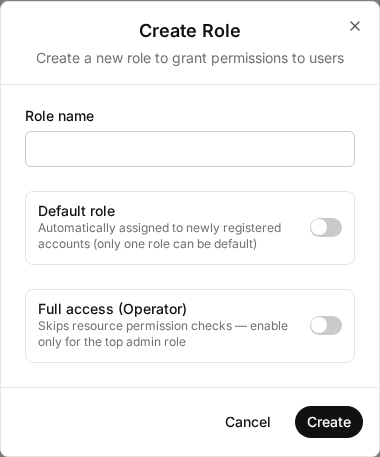 Create Role
Create a new role to grant permissions to users
Role name
Default role
Automatically assigned to newly registered
accounts (only one role can be default)
Full access (Operator)
Skips resource permission checks — enable
only for the top admin role
Cancel
Create